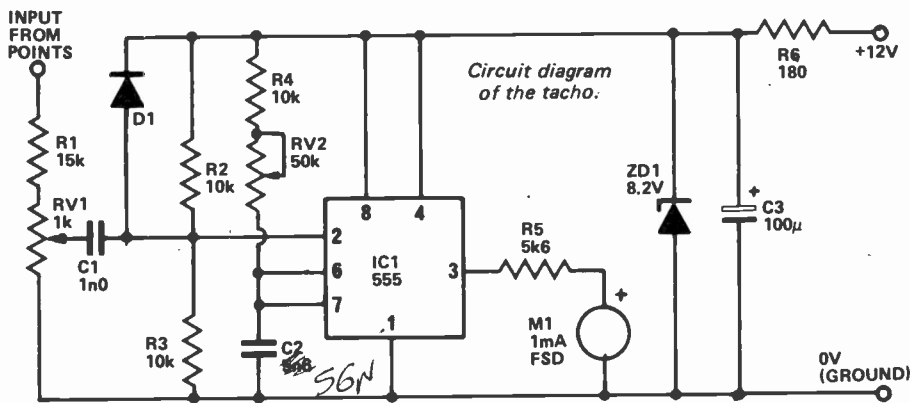 INPUT
FROM
POINTS
R1
15k
RV1
1k
C1
1n0
D1
R2
10k
R3
10k
R4
10k
RV2
50k
C2
56N
8
4
2
6
7
3
1
IC1
555
Circuit diagram
of the tacho.
R5
5k6
+
M1
1mA
FSD
ZD1
8.2V
+
C3
100µ
R6
180
+12V
0V
(GROUND)